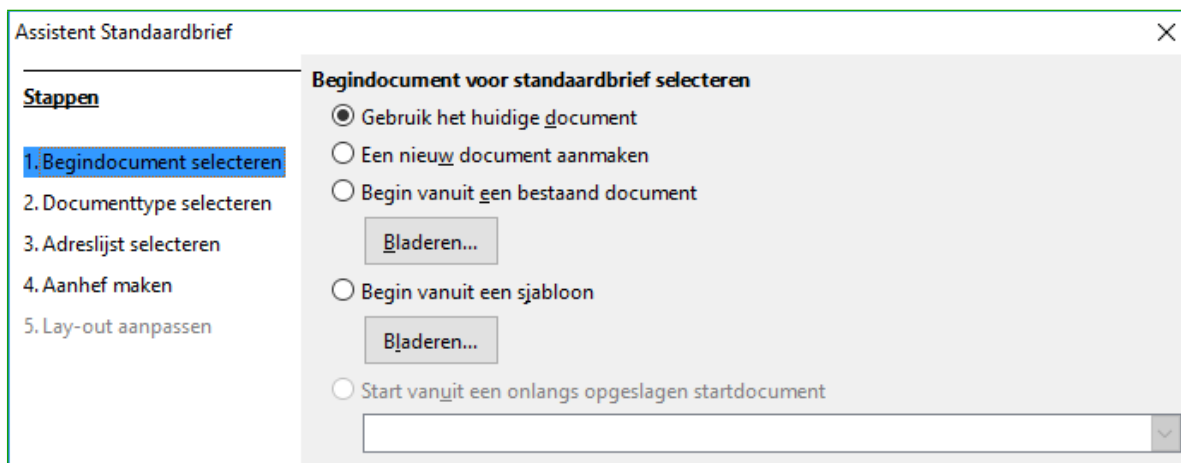 Assistent Standaardbrief
Stappen
1. Begindocument selecteren
2. Documenttype selecteren
3. Adreslijst selecteren
4. Aanhef maken
5. Lay-out aanpassen
Begindocument voor standaardbrief selecteren
Gebruik het huidige document
Een nieuw document aanmaken
Begin vanuit een bestaand document
Bladeren...
Begin vanuit een sjabloon
Bladeren...
Start vanuit een onlangs opgeslagen startdocument